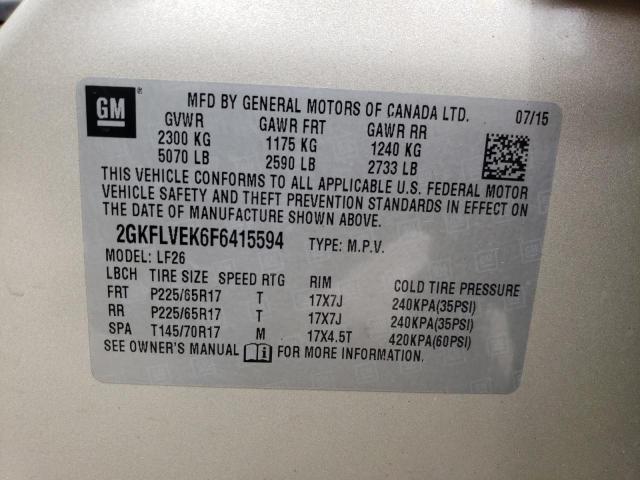 GM ®
MFD BY GENERAL MOTORS OF CANADA LTD. 07/15
GVWR GAWR FRT GAWR RR
2300 KG 1175 KG 1240 KG
5070 LB 2590 LB 2733 LB
THIS VEHICLE CONFORMS TO ALL APPLICABLE U.S. FEDERAL MOTOR
VEHICLE SAFETY AND THEFT PREVENTION STANDARDS IN EFFECT ON
THE DATE OF MANUFACTURE SHOWN ABOVE.
2GKFLVEK6F6415594 TYPE: M.P.V.
MODEL: LF26
LBCH TIRE SIZE SPEED RTG RIM COLD TIRE PRESSURE
FRT P225/65R17 T 17X7J 240KPA(35PSI)
RR P225/65R17 T 17X7J 240KPA(35PSI)
SPA T145/70R17 M 17X4.5T 420KPA(60PSI)
SEE OWNER'S MANUAL FOR MORE INFORMATION.